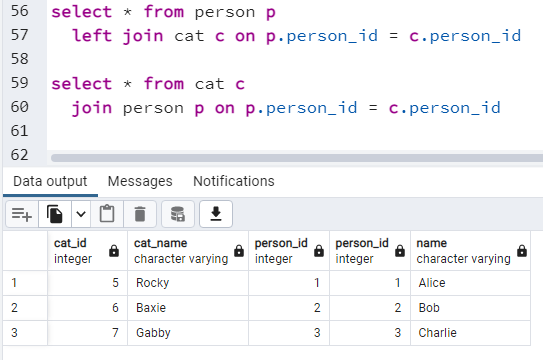 56 select * from person p
57 left join cat c on p.person_id = c.person_id
58
59 select * from cat c
60 join person p on p.person_id = c.person_id
61
62
Data output Messages Notifications
cat_id integer cat_name character varying person_id integer person_id integer name character varying
1 5 Rocky 1 1 Alice
2 6 Baxie 2 2 Bob
3 7 Gabby 3 3 Charlie